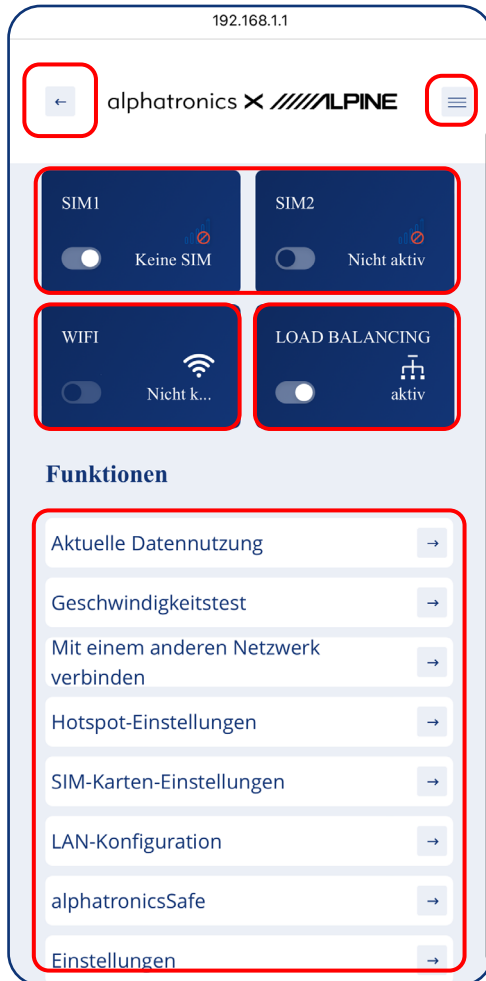 192.168.1.1
← alphatronics × /////ALPINE
SIM1
Keine SIM
SIM2
Nicht aktiv
WIFI
Nicht k...
LOAD BALANCING
aktiv
Funktionen
Aktuelle Datennutzung →
Geschwindigkeitstest →
Mit einem anderen Netzwerk
verbinden →
Hotspot-Einstellungen →
SIM-Karten-Einstellungen →
LAN-Konfiguration →
alphatronicsSafe →
Einstellungen →